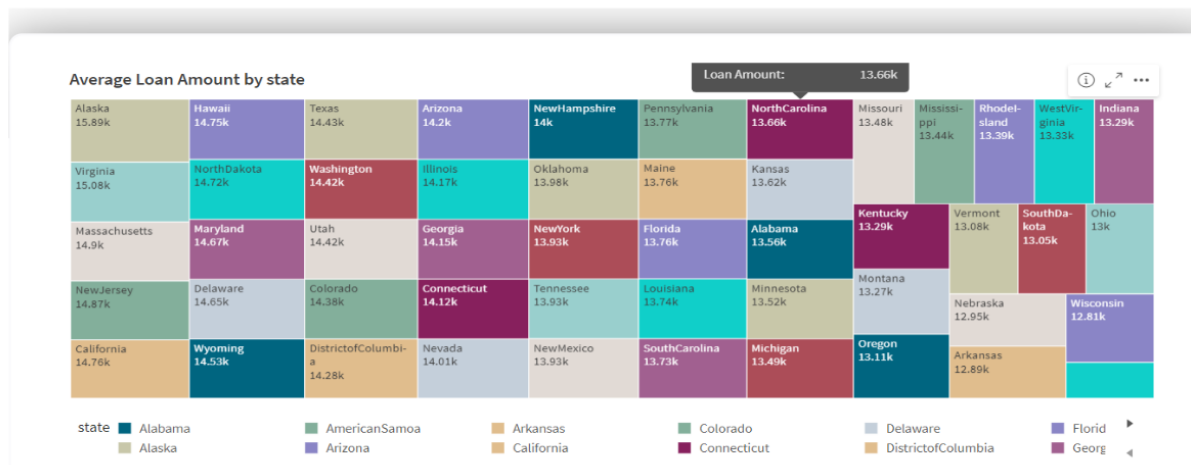 Loan Amount: 13.66k
Average Loan Amount by state
Alaska
15.89k
Virginia
15.08k
Massachusetts
14.9k
NewJersey
14.87k
California
14.76k
Hawaii
14.75k
NorthDakota
14.72k
Maryland
14.67k
Delaware
14.65k
Wyoming
14.53k
Texas
14.43k
Washington
14.42k
Utah
14.42k
Colorado
14.38k
DistrictofColumbi-
a
14.28k
Arizona
14.2k
Illinois
14.17k
Georgia
14.15k
Connecticut
14.12k
Nevada
14.01k
NewHampshire
14k
Oklahoma
13.98k
NewYork
13.93k
Tennessee
13.93k
NewMexico
13.93k
Pennsylvania
13.77k
Maine
13.76k
Florida
13.76k
Louisiana
13.74k
SouthCarolina
13.73k
NorthCarolina
13.66k
Kansas
13.62k
Alabama
13.56k
Minnesota
13.52k
Michigan
13.49k
Missouri
13.48k
Mississi-
ppi
13.44k
RhodeI-
sland
13.39k
WestVir-
ginia
13.33k
Indiana
13.29k
Kentucky
13.29k
Montana
13.27k
Oregon
13.11k
Vermont
13.08k
SouthDa-
kota
13.05k
Ohio
13k
Nebraska
12.95k
Arkansas
12.89k
Wisconsin
12.81k
state Alabama AmericanSamoa Arkansas Colorado Delaware Florid
Alaska Arizona California Connecticut DistrictofColumbia Georg